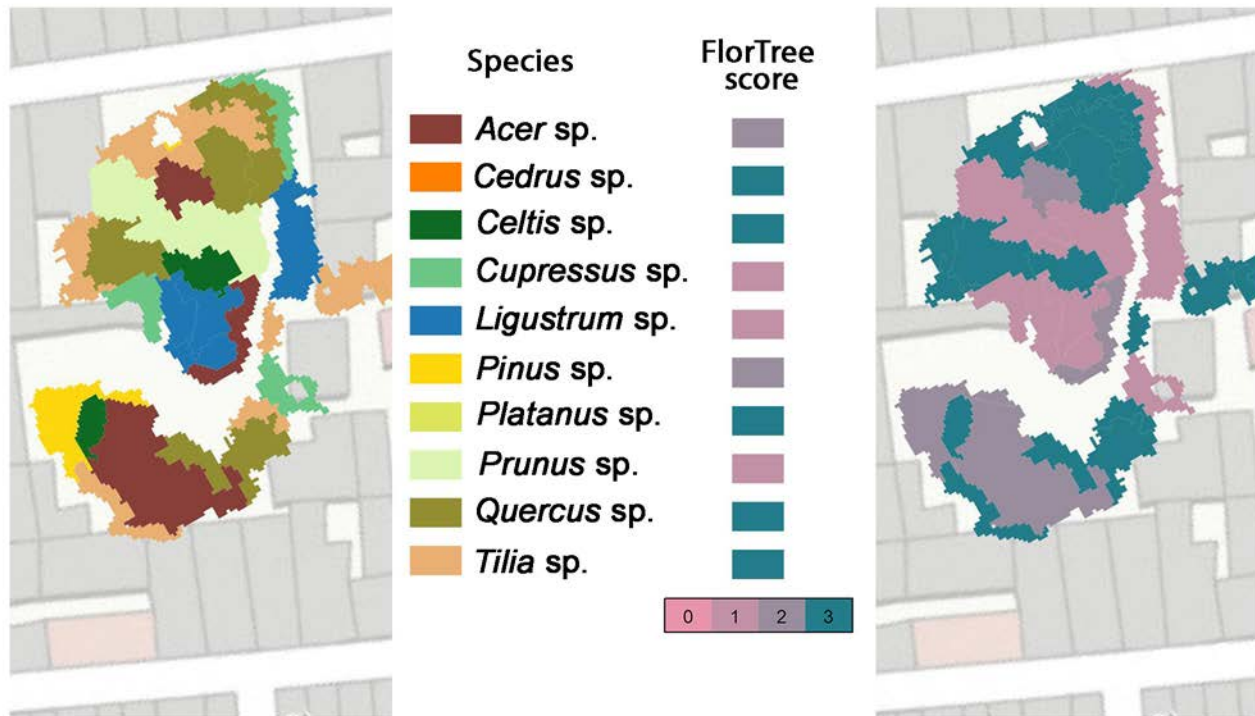 Species
FlorTree
score
Acer sp.
Cedrus sp.
Celtis sp.
Cupressus sp.
Ligustrum sp.
Pinus sp.
Platanus sp.
Prunus sp.
Quercus sp.
Tilia sp.
0 1 2 3